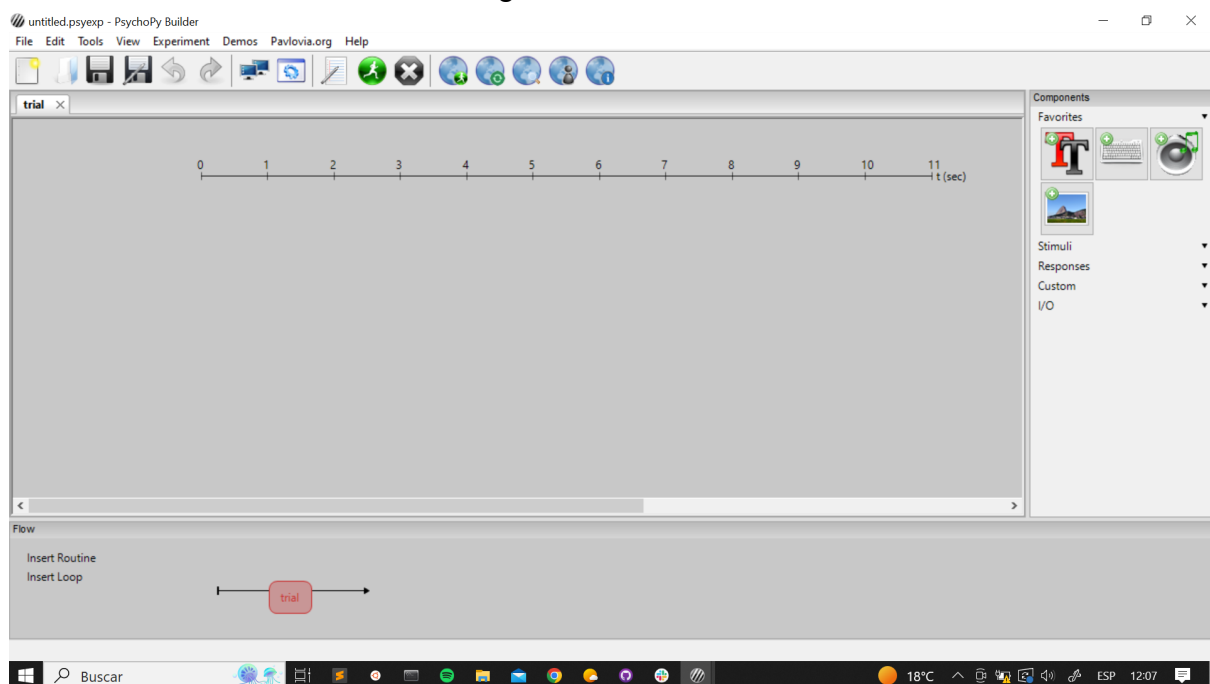 untitled.psyexp - PsychoPy Builder
File Edit Tools View Experiment Demos Pavlovia.org Help
trial
Components
Favorites
0 1 2 3 4 5 6 7 8 9 10 11
t (sec)
Stimuli
Responses
Custom
I/O
Flow
Insert Routine
Insert Loop
trial
Buscar
18°C
ESP
12:07